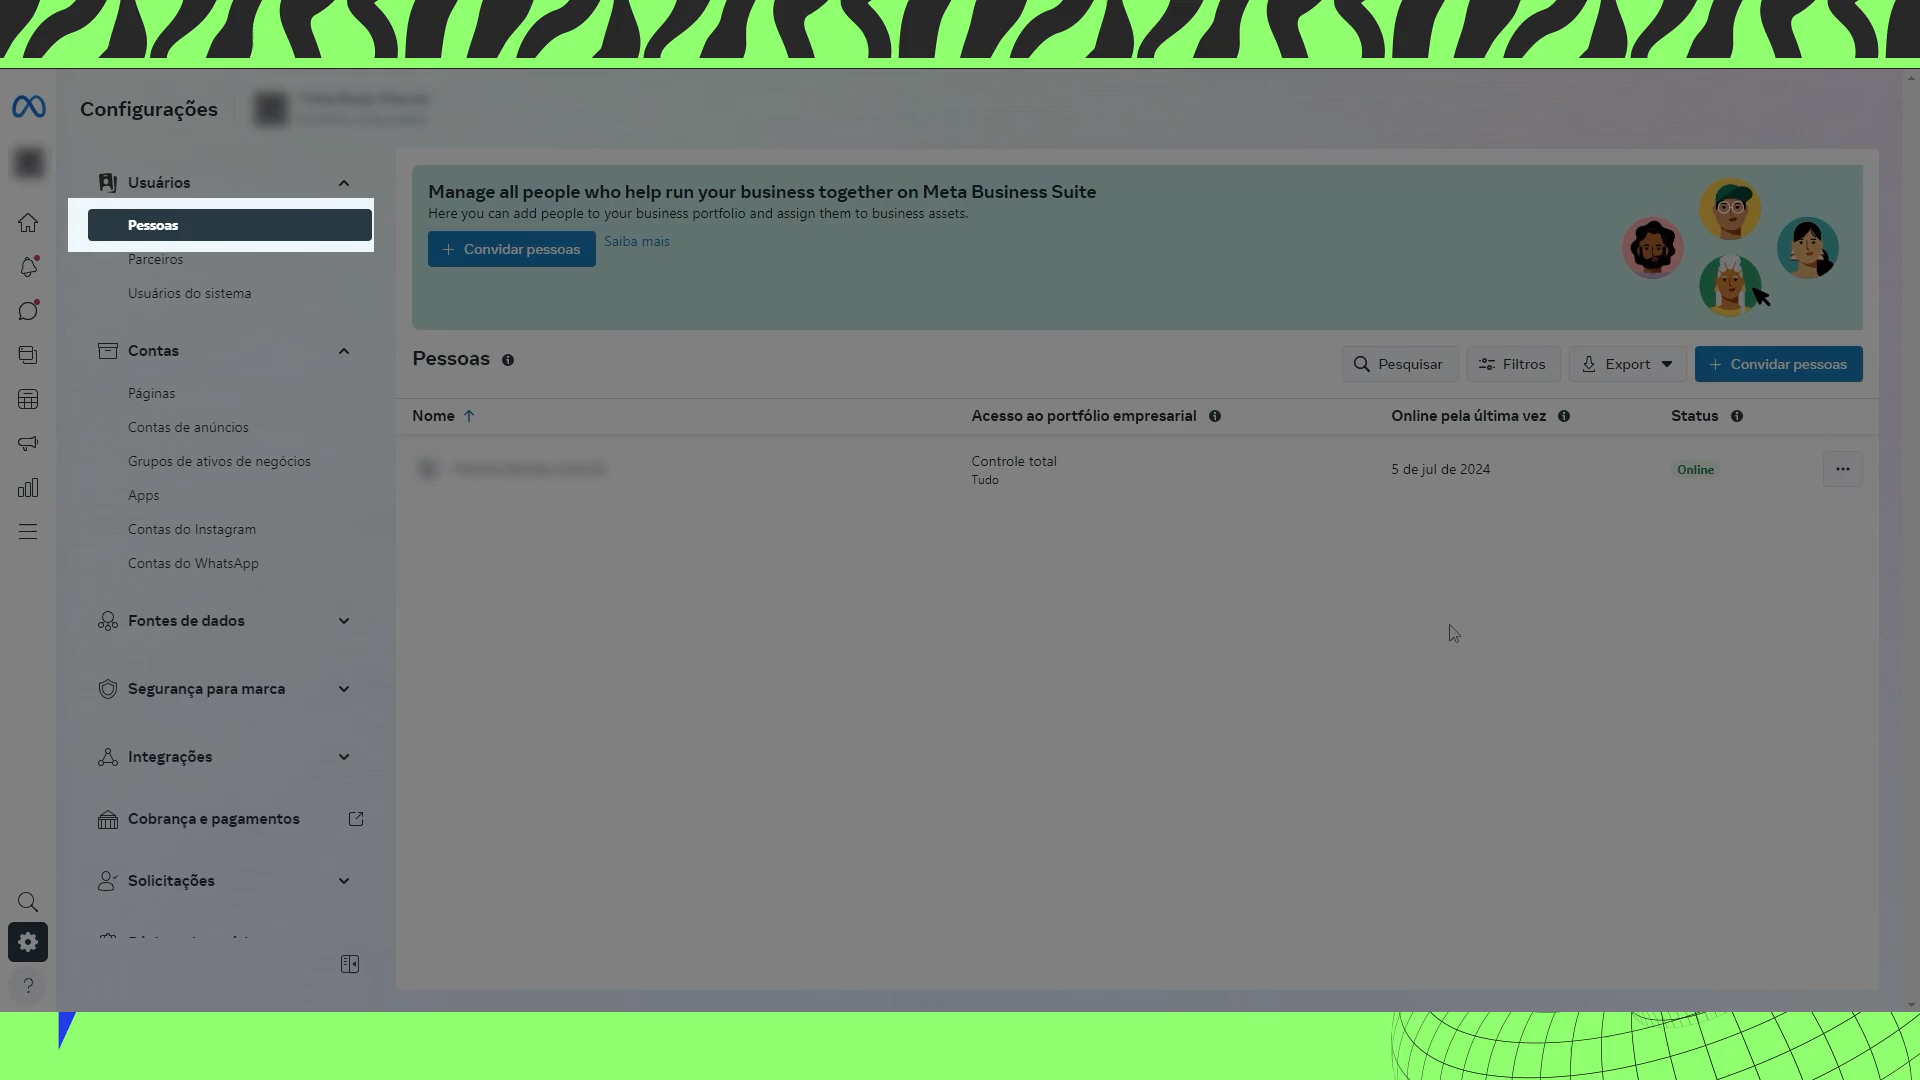 Configurações
Usuários
Pessoas
Parceiros
Usuários do sistema
Contas
Páginas
Contas de anúncios
Grupos de ativos de negócios
Apps
Contas do Instagram
Contas do WhatsApp
Fontes de dados
Segurança para marca
Integrações
Cobrança e pagamentos
Solicitações
Manage all people who help run your business together on Meta Business Suite
Here you can add people to your business portfolio and assign them to business assets.
+ Convidar pessoas
Saiba mais
Pessoas
Pesquisar
Filtros
Export
+ Convidar pessoas
Nome
Acesso ao portfólio empresarial
Online pela última vez
Status
Controle total
Tudo
5 de jul de 2024
Online